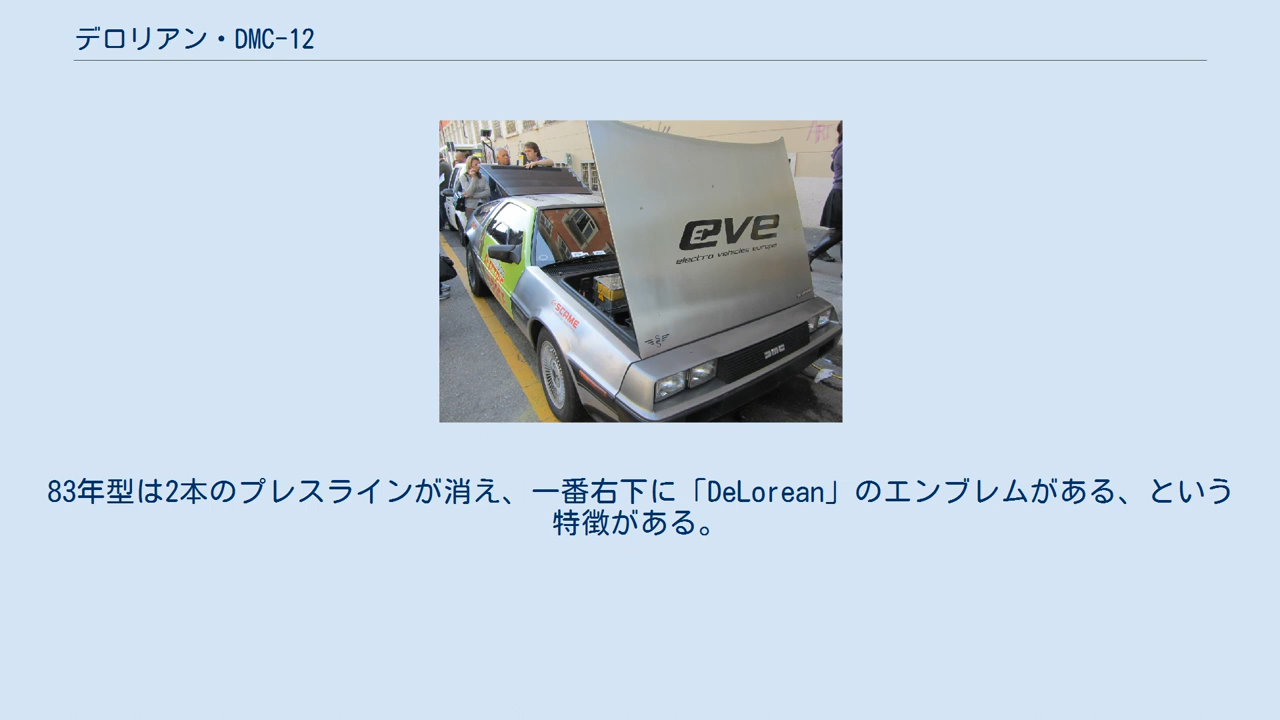 デロリアン・DMC-12
eve
electro vehicles europe
SCAME
DMC
83年型は2本のプレスラインが消え、一番右下に「DeLorean」のエンブレムがある、という
特徴がある。